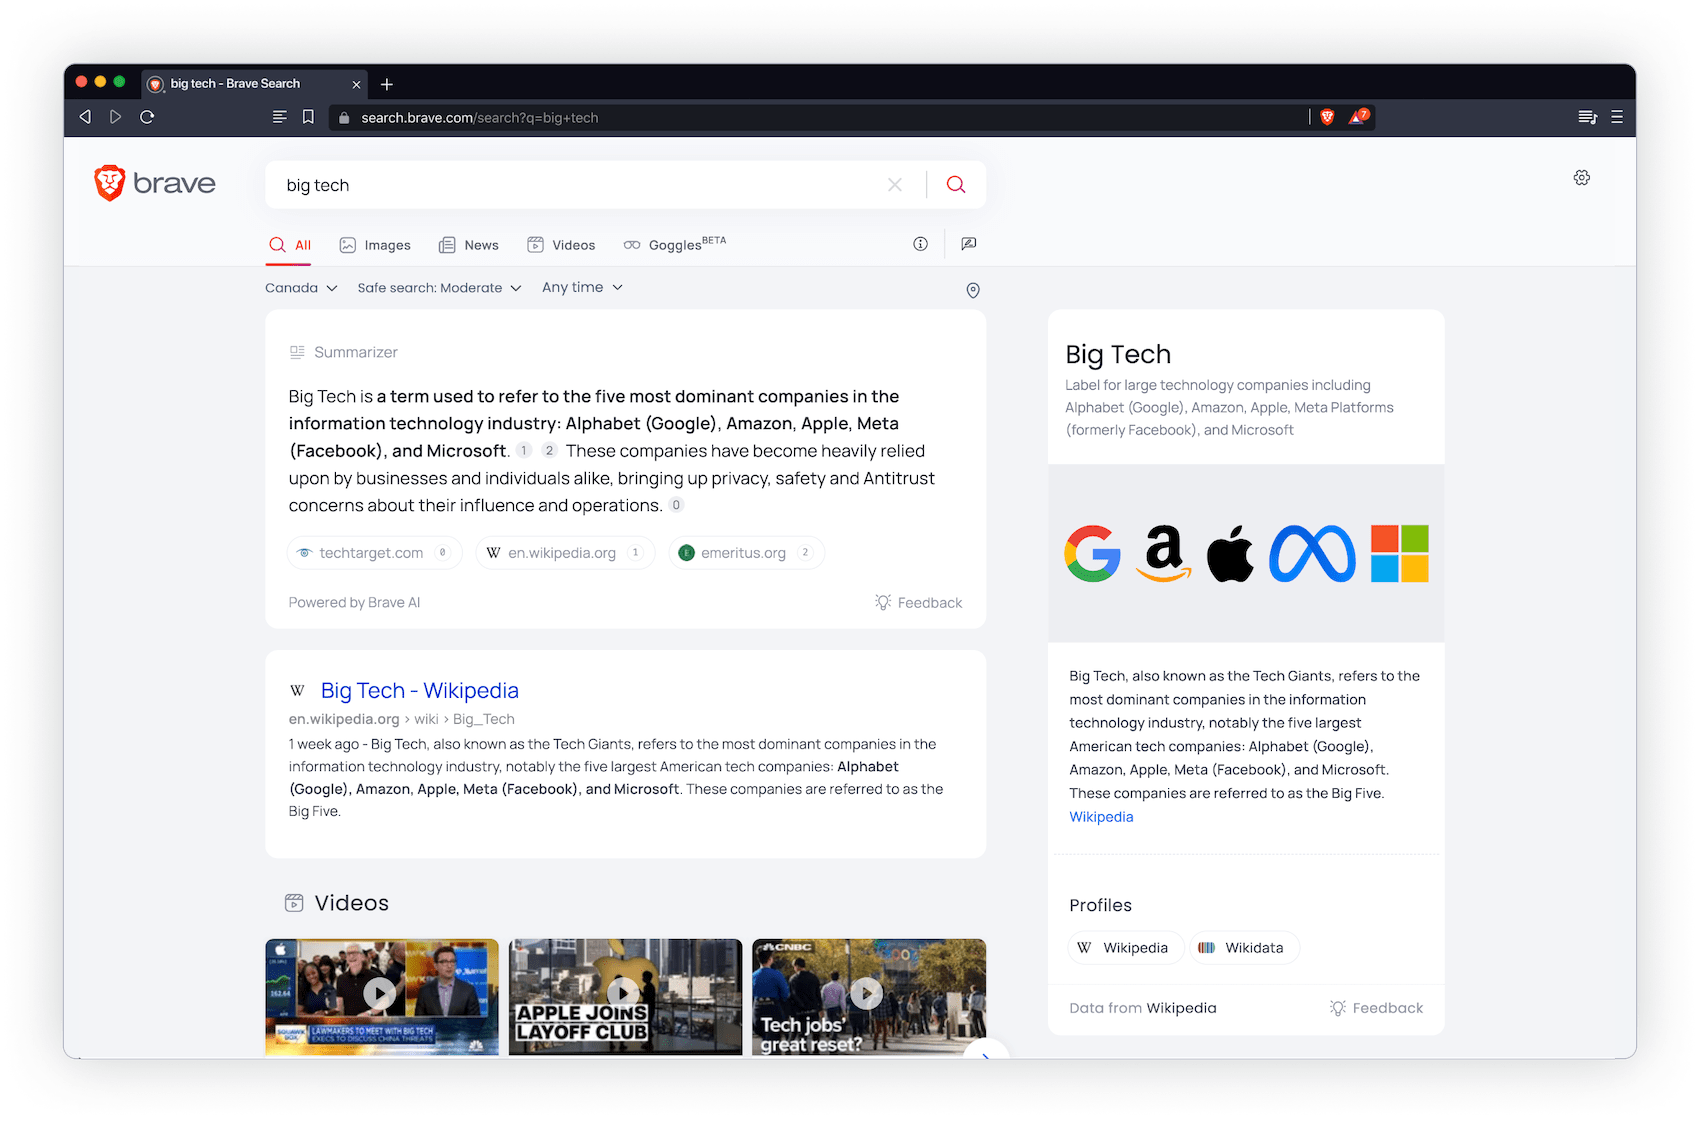 big tech - Brave Search
search.brave.com/search?q=big+tech
7
brave
big tech
All Images News Videos Goggles BETA
Canada Safe search: Moderate Any time
Summarizer
Big Tech is a term used to refer to the five most dominant companies in the
information technology industry: Alphabet (Google), Amazon, Apple, Meta
(Facebook), and Microsoft. 1 2 These companies have become heavily relied
upon by businesses and individuals alike, bringing up privacy, safety and Antitrust
concerns about their influence and operations. 0
techtarget.com 0 W en.wikipedia.org 1 E emeritus.org 2
Powered by Brave AI Feedback
W Big Tech - Wikipedia
en.wikipedia.org › wiki › Big_Tech
1 week ago - Big Tech, also known as the Tech Giants, refers to the most dominant companies in the
information technology industry, notably the five largest American tech companies: Alphabet
(Google), Amazon, Apple, Meta (Facebook), and Microsoft. These companies are referred to as the
Big Five.
Videos
162.64
SQUAWK BOX
LAWMAKERS TO MEET WITH BIG TECH
EXECS TO DISCUSS CHINA THREATS
APPLE JOINS
LAYOFF CLUB
CNBC
Tech jobs'
great reset?
Big Tech
Label for large technology companies including
Alphabet (Google), Amazon, Apple, Meta Platforms
(formerly Facebook), and Microsoft
G a
Big Tech, also known as the Tech Giants, refers to the
most dominant companies in the information
technology industry, notably the five largest
American tech companies: Alphabet (Google),
Amazon, Apple, Meta (Facebook), and Microsoft.
These companies are referred to as the Big Five.
Wikipedia
Profiles
W Wikipedia Wikidata
Data from Wikipedia Feedback